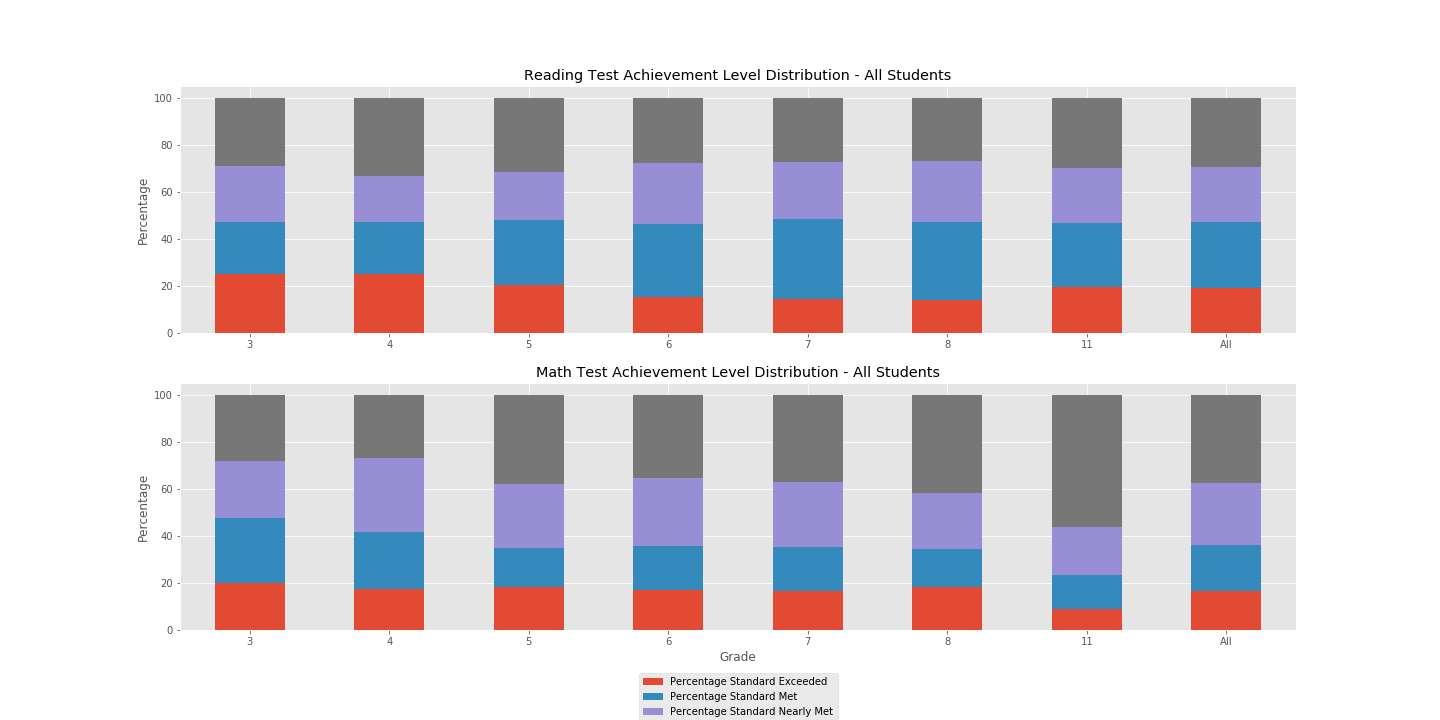 Reading Test Achievement Level Distribution - All Students
100
80
60
40
20
0
Percentage
3 4 5 6 7 8 11 All
Math Test Achievement Level Distribution - All Students
100
80
60
40
20
0
Percentage
3 4 5 6 7 8 11 All
Grade
Percentage Standard Exceeded
Percentage Standard Met
Percentage Standard Nearly Met